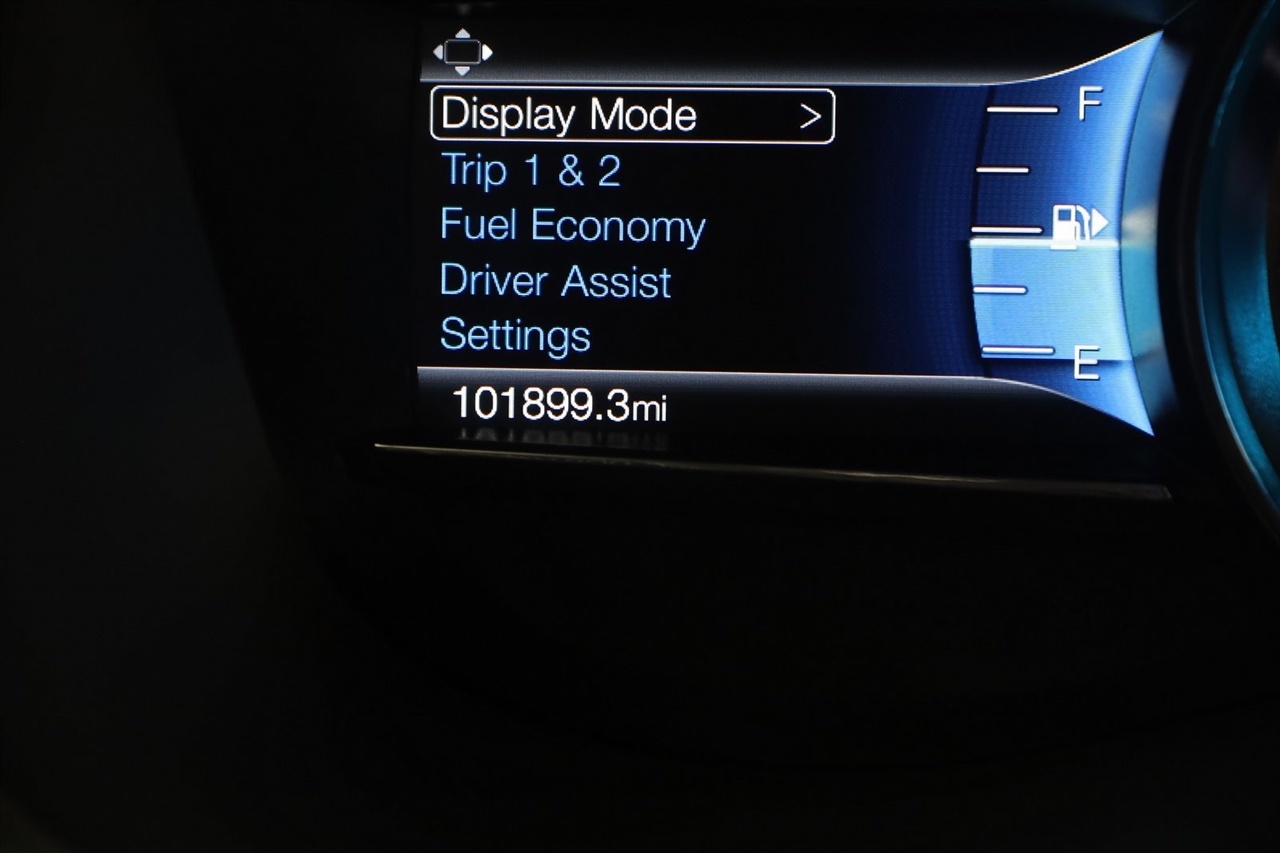 Display Mode >
Trip 1 & 2
Fuel Economy
Driver Assist
Settings
101899.3mi
F
E